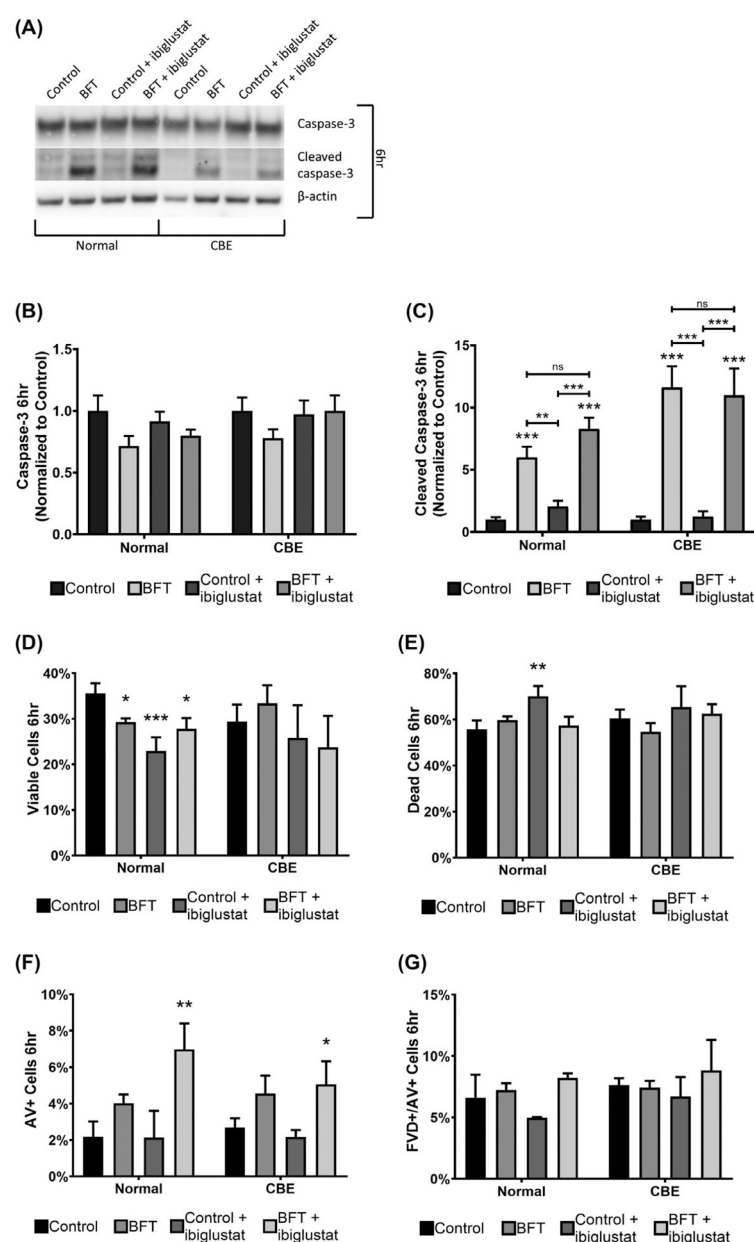 (A)
Control
BFT
Control + ibiglustat
BFT + ibiglustat
Control
BFT
Control + ibiglustat
BFT + ibiglustat
Caspase-3
Cleaved
caspase-3
β-actin
6hr
Normal
CBE
(B)
Caspase-3 6hr
(Normalized to Control)
1.5
1.0
0.5
0.0
Normal
CBE
Control
BFT
Control +
ibiglustat
BFT +
ibiglustat
(C)
Cleaved Caspase-3 6hr
(Normalized to Control)
15
10
5
0
ns
***
**
***
***
ns
***
***
***
***
Normal
CBE
Control
BFT
Control +
ibiglustat
BFT +
ibiglustat
(D)
Viable Cells 6hr
40%
30%
20%
10%
0%
*
***
*
Normal
CBE
Control
BFT
Control +
ibiglustat
BFT +
ibiglustat
(E)
Dead Cells 6hr
80%
60%
40%
20%
0%
**
Normal
CBE
Control
BFT
Control +
ibiglustat
BFT +
ibiglustat
(F)
AV+ Cells 6hr
10%
8%
6%
4%
2%
0%
**
*
Normal
CBE
Control
BFT
Control +
ibiglustat
BFT +
ibiglustat
(G)
FVD+/AV+ Cells 6hr
15%
10%
5%
0%
Normal
CBE
Control
BFT
Control +
ibiglustat
BFT +
ibiglustat